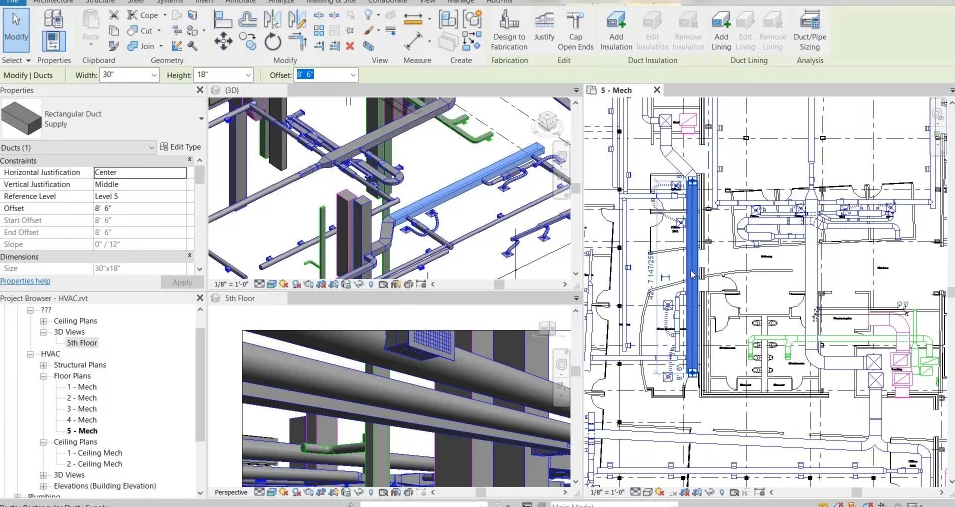 File Architecture Structure Steel Systems Insert Annotate Analyze Massing & Site Collaborate View Manage Add-Ins
Modify
Paste
Cope
Cut
Join
Design to Fabrication
Justify
Cap Open Ends
Add Insulation
Edit Insulation
Remove Insulation
Add Lining
Edit Lining
Remove Lining
Duct/Pipe Sizing
Select Properties Clipboard Geometry Modify View Measure Create Fabrication Edit Duct Insulation Duct Lining Analysis
Modify | Ducts Width: 30" Height: 18" Offset: 8' 6"
Properties
Rectangular Duct
Supply
Ducts (1) Edit Type
Constraints
Horizontal Justification Center
Vertical Justification Middle
Reference Level Level 5
Offset 8' 6"
Start Offset 8' 6"
End Offset 8' 6"
Slope 0" / 12"
Dimensions
Size 30"x18"
Properties help Apply
Project Browser - HVAC.rvt
???
Ceiling Plans
3D Views
5th Floor
HVAC
Structural Plans
Floor Plans
1 - Mech
2 - Mech
3 - Mech
4 - Mech
5 - Mech
Ceiling Plans
1 - Ceiling Mech
2 - Ceiling Mech
3D Views
Elevations (Building Elevation)
Plumbing
{3D}
1/8" = 1'-0"
5th Floor
Perspective
5 - Mech
1/8" = 1'-0"
Main Model